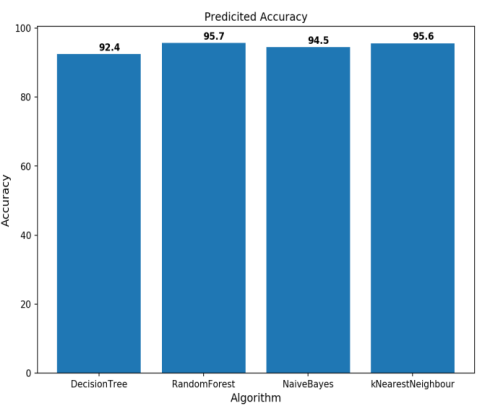 Predicited Accuracy
100
80
60
40
20
0
Accuracy
92.4
95.7
94.5
95.6
DecisionTree
RandomForest
NaiveBayes
kNearestNeighbour
Algorithm